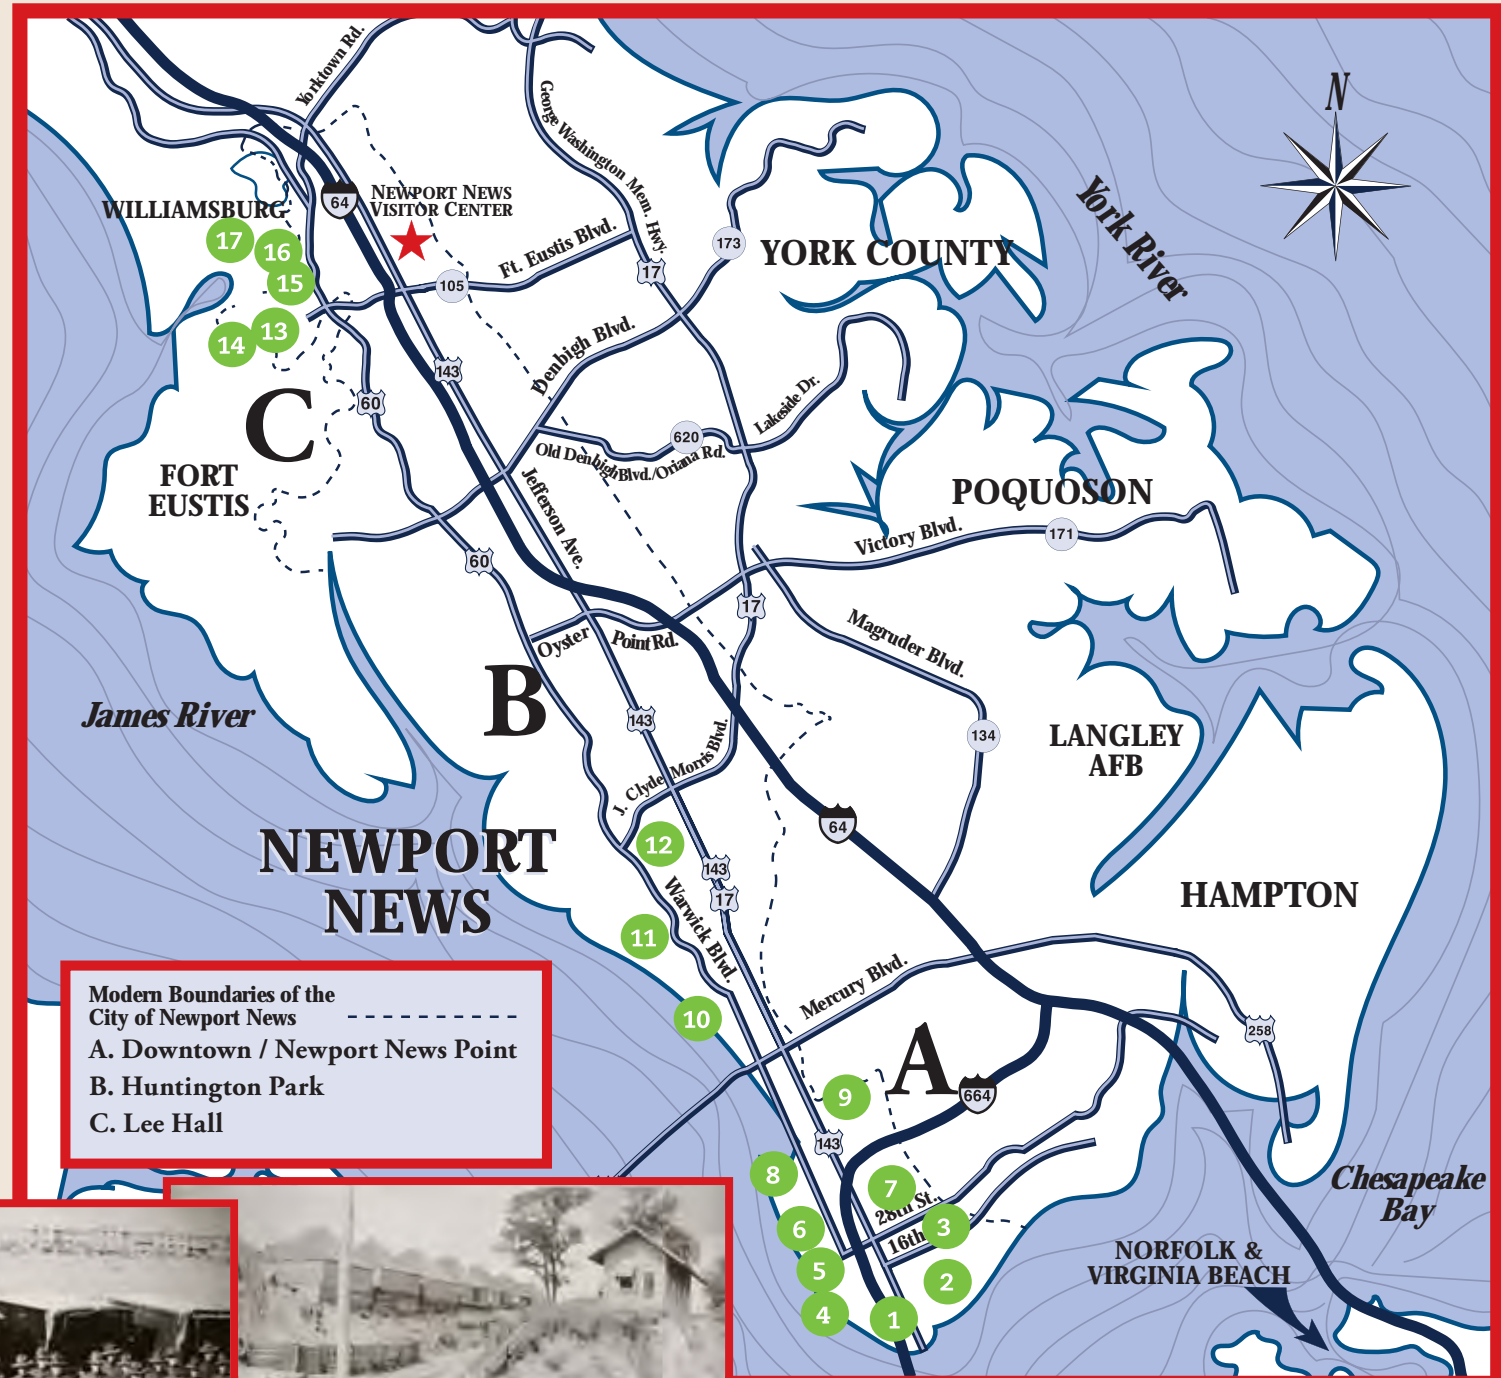 N
Yorktown Rd.
George Washington Mem. Hwy.
York River
64
NEWPORT NEWS
VISITOR CENTER
WILLIAMSBURG
17
16
15
14
13
105
Ft. Eustis Blvd.
17
173
YORK COUNTY
Denbigh Blvd.
143
60
C
FORT
EUSTIS
Lakeside Dr.
620
Old Denbigh Blvd./Oriana Rd.
Jefferson Ave.
POQUOSON
Victory Blvd.
171
60
17
Oyster Point Rd.
Magruder Blvd.
B
James River
143
134
LANGLEY
AFB
J. Clyde Morris Blvd.
64
NEWPORT
NEWS
12
143
17
Warwick Blvd.
11
HAMPTON
10
Mercury Blvd.
258
Modern Boundaries of the
City of Newport News
A. Downtown / Newport News Point
B. Huntington Park
C. Lee Hall
A
664
9
143
8
7
28th St.
6
3
16th
5
2
4
1
Chesapeake
Bay
NORFOLK &
VIRGINIA BEACH